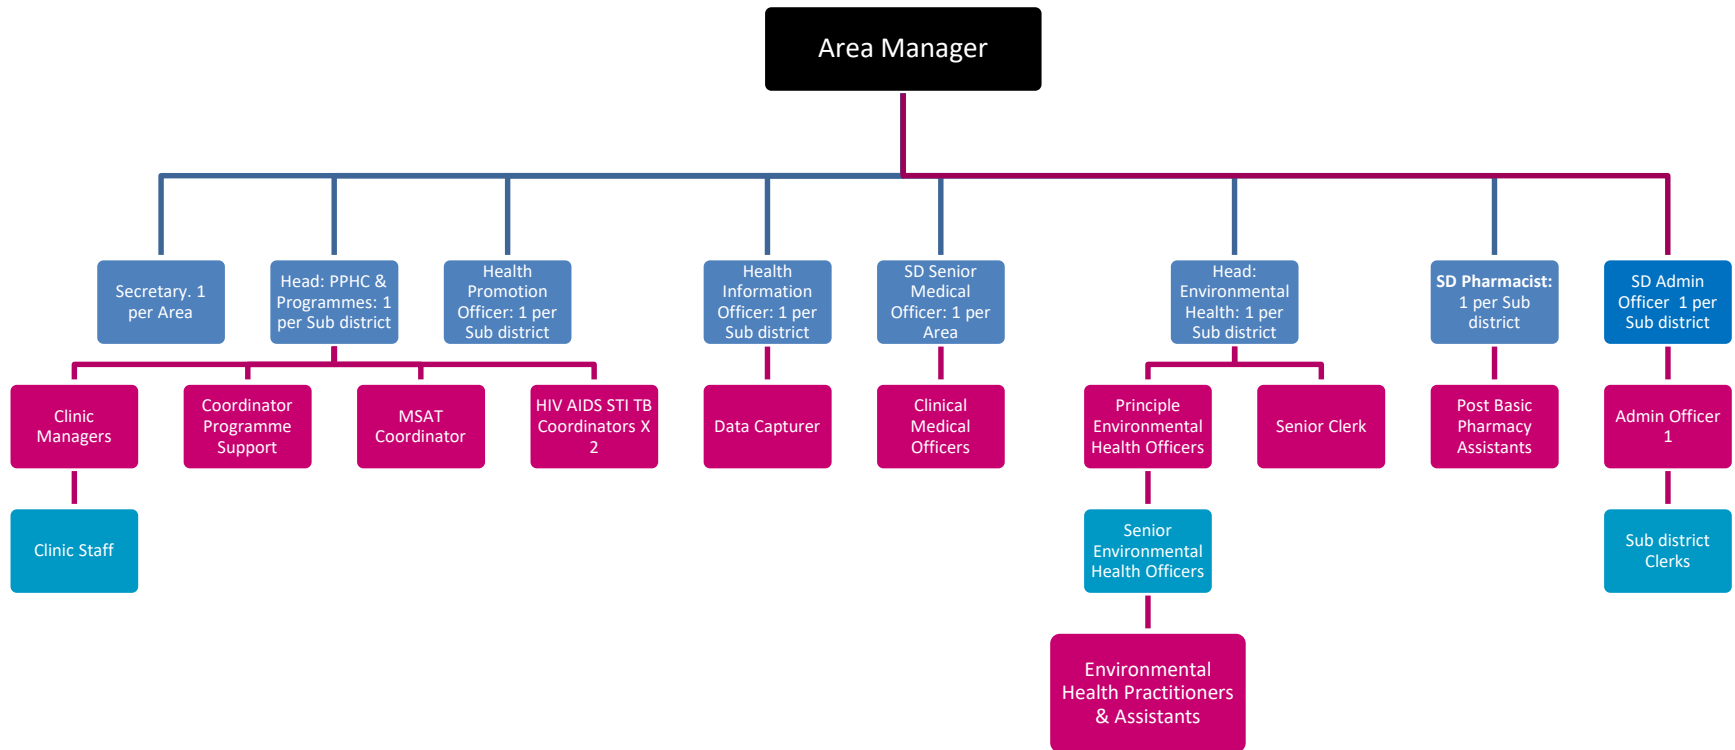 Area Manager
Secretary. 1
per Area
Head: PPHC &
Programmes: 1
per Sub district
Health
Promotion
Officer: 1 per
Sub district
Health
Information
Officer: 1 per
Sub district
SD Senior
Medical
Officer: 1 per
Area
Head:
Environmental
Health: 1 per
Sub district
SD Pharmacist:
1 per Sub
district
SD Admin
Officer 1 per
Sub district
Clinic
Managers
Coordinator
Programme
Support
MSAT
Coordinator
HIV AIDS STI TB
Coordinators X
2
Data Capturer
Clinical
Medical
Officers
Principle
Environmental
Health Officers
Senior Clerk
Post Basic
Pharmacy
Assistants
Admin Officer
1
Clinic Staff
Senior
Environmental
Health Officers
Sub district
Clerks
Environmental
Health Practitioners
& Assistants